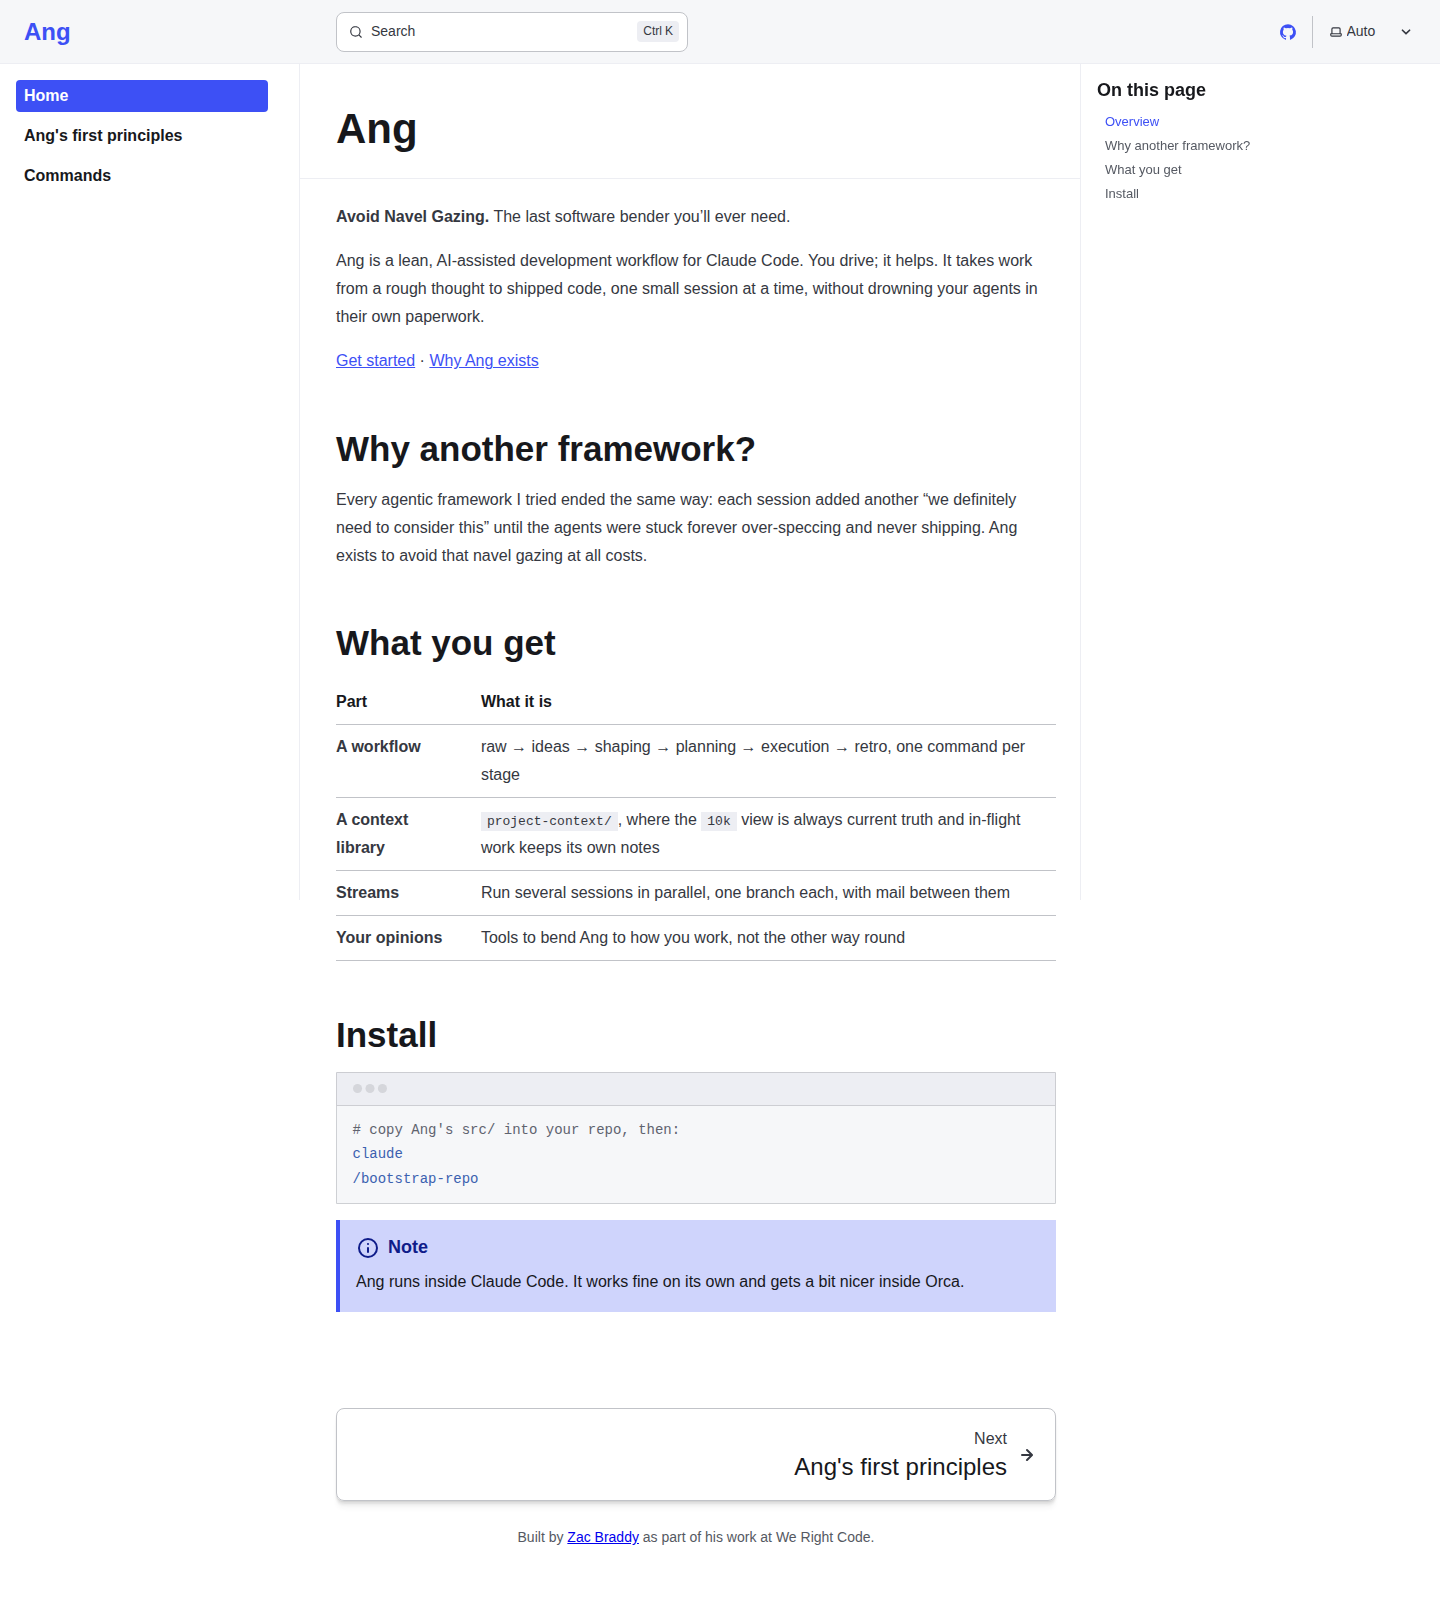 Ang
Search
Ctrl K
Auto
Home
Ang's first principles
Commands
Ang
Avoid Navel Gazing. The last software bender you’ll ever need.
Ang is a lean, AI-assisted development workflow for Claude Code. You drive; it helps. It takes work
from a rough thought to shipped code, one small session at a time, without drowning your agents in
their own paperwork.
Get started · Why Ang exists
Why another framework?
Every agentic framework I tried ended the same way: each session added another “we definitely
need to consider this” until the agents were stuck forever over-speccing and never shipping. Ang
exists to avoid that navel gazing at all costs.
What you get
Part What it is
A workflow raw → ideas → shaping → planning → execution → retro, one command per
stage
A context project-context/, where the 10k view is always current truth and in-flight
library work keeps its own notes
Streams Run several sessions in parallel, one branch each, with mail between them
Your opinions Tools to bend Ang to how you work, not the other way round
Install
# copy Ang's src/ into your repo, then:
claude
/bootstrap-repo
Note
Ang runs inside Claude Code. It works fine on its own and gets a bit nicer inside Orca.
Next
Ang's first principles
Built by Zac Braddy as part of his work at We Right Code.
On this page
Overview
Why another framework?
What you get
Install